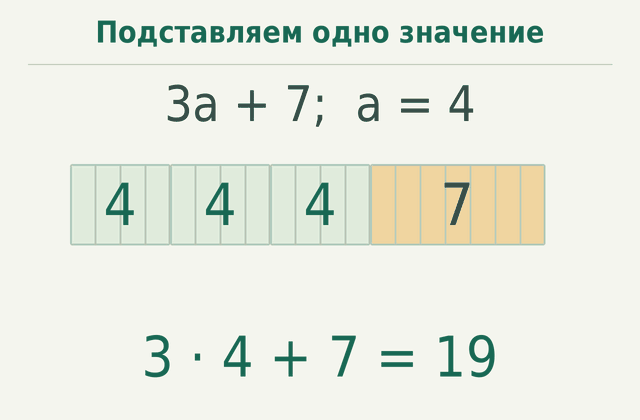 Подставляем одно значение
3a + 7; a = 4
4 4 4 7
3 · 4 + 7 = 19